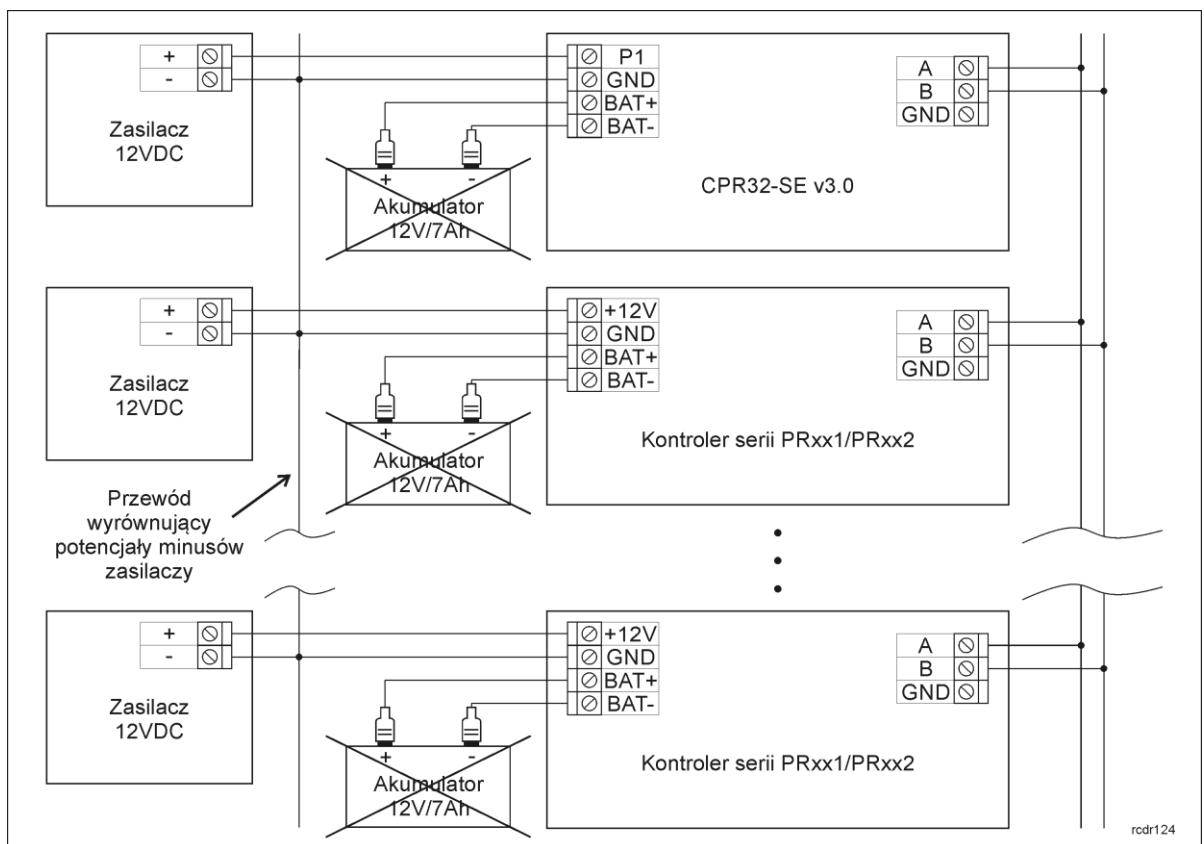 +
-
Zasilacz
12VDC
P1
GND
BAT+
BAT-
+ -
Akumulator
12V/7Ah
CPR32-SE v3.0
A
B
GND
+
-
Zasilacz
12VDC
+12V
GND
BAT+
BAT-
+ -
Akumulator
12V/7Ah
Kontroler serii PRxx1/PRxx2
A
B
GND
Przewód
wyrównujący
potencjały minusów
zasilaczy
+
-
Zasilacz
12VDC
+12V
GND
BAT+
BAT-
+ -
Akumulator
12V/7Ah
Kontroler serii PRxx1/PRxx2
A
B
GND
rcdr124